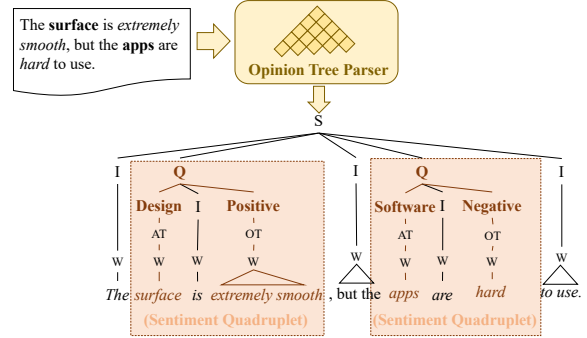 The surface is extremely
smooth, but the apps are
hard to use.
Opinion Tree Parser
S
I Q I Q I
Design I Positive Software I Negative
AT OT AT OT
W W W W W W W W W
The surface is extremely smooth , but the apps are hard to use.
(Sentiment Quadruplet) (Sentiment Quadruplet)